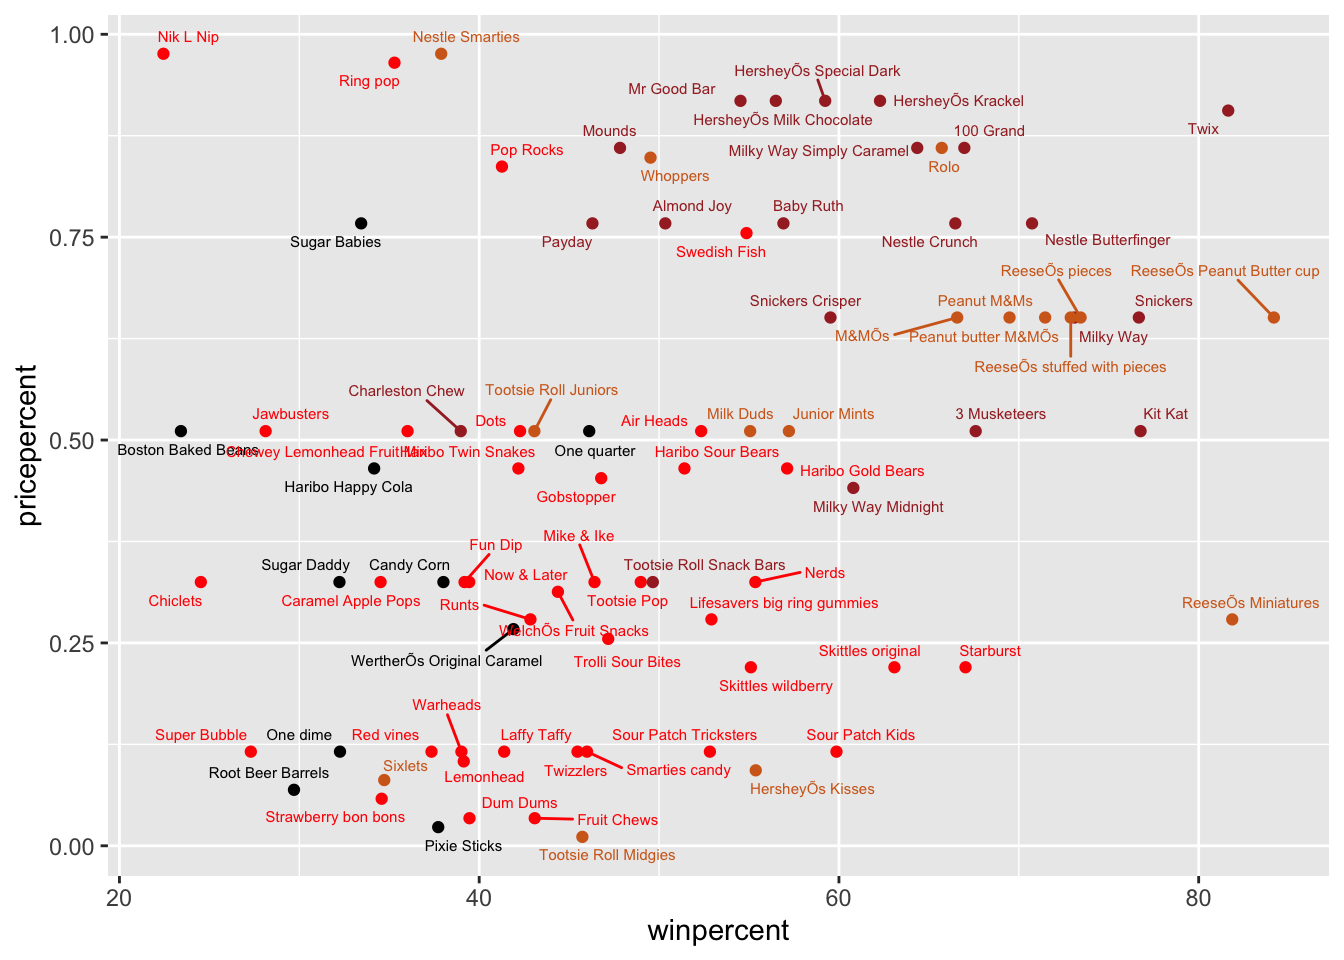 1.00
Nik L Nip
Nestle Smarties
Ring pop
HersheyÕs Special Dark
Mr Good Bar
HersheyÕs Krackel
HersheyÕs Milk Chocolate
Twix
Mounds
100 Grand
Pop Rocks
Milky Way Simply Caramel
Rolo
Whoppers
Almond Joy
Baby Ruth
0.75
Sugar Babies
Payday
Swedish Fish
Nestle Crunch
Nestle Butterfinger
ReeseÕs pieces
ReeseÕs Peanut Butter cup
Snickers Crisper
Peanut M&Ms
Snickers
M&MÕs
Peanut butter M&MÕs
Milky Way
ReeseÕs stuffed with pieces
Charleston Chew
Tootsie Roll Juniors
Jawbusters
Dots
Air Heads
Milk Duds
Junior Mints
3 Musketeers
Kit Kat
0.50
Boston Baked Beans
Chewey Lemonhead Fruit Mix
Haribo Twin Snakes
One quarter
Haribo Sour Bears
Haribo Happy Cola
Gobstopper
Haribo Gold Bears
Milky Way Midnight
Fun Dip
Mike & Ike
Sugar Daddy
Candy Corn
Now & Later
Tootsie Roll Snack Bars
Nerds
Chiclets
Caramel Apple Pops
Runts
Tootsie Pop
Lifesavers big ring gummies
ReeseÕs Miniatures
WelchÕs Fruit Snacks
0.25
WertherÕs Original Caramel
Trolli Sour Bites
Skittles original
Starburst
Skittles wildberry
Warheads
Super Bubble
One dime
Red vines
Laffy Taffy
Sour Patch Tricksters
Sour Patch Kids
Root Beer Barrels
Sixlets
Lemonhead
Twizzlers
Smarties candy
HersheyÕs Kisses
Strawberry bon bons
Dum Dums
Fruit Chews
0.00
Pixie Sticks
Tootsie Roll Midgies
20
40
60
80
winpercent
pricepercent